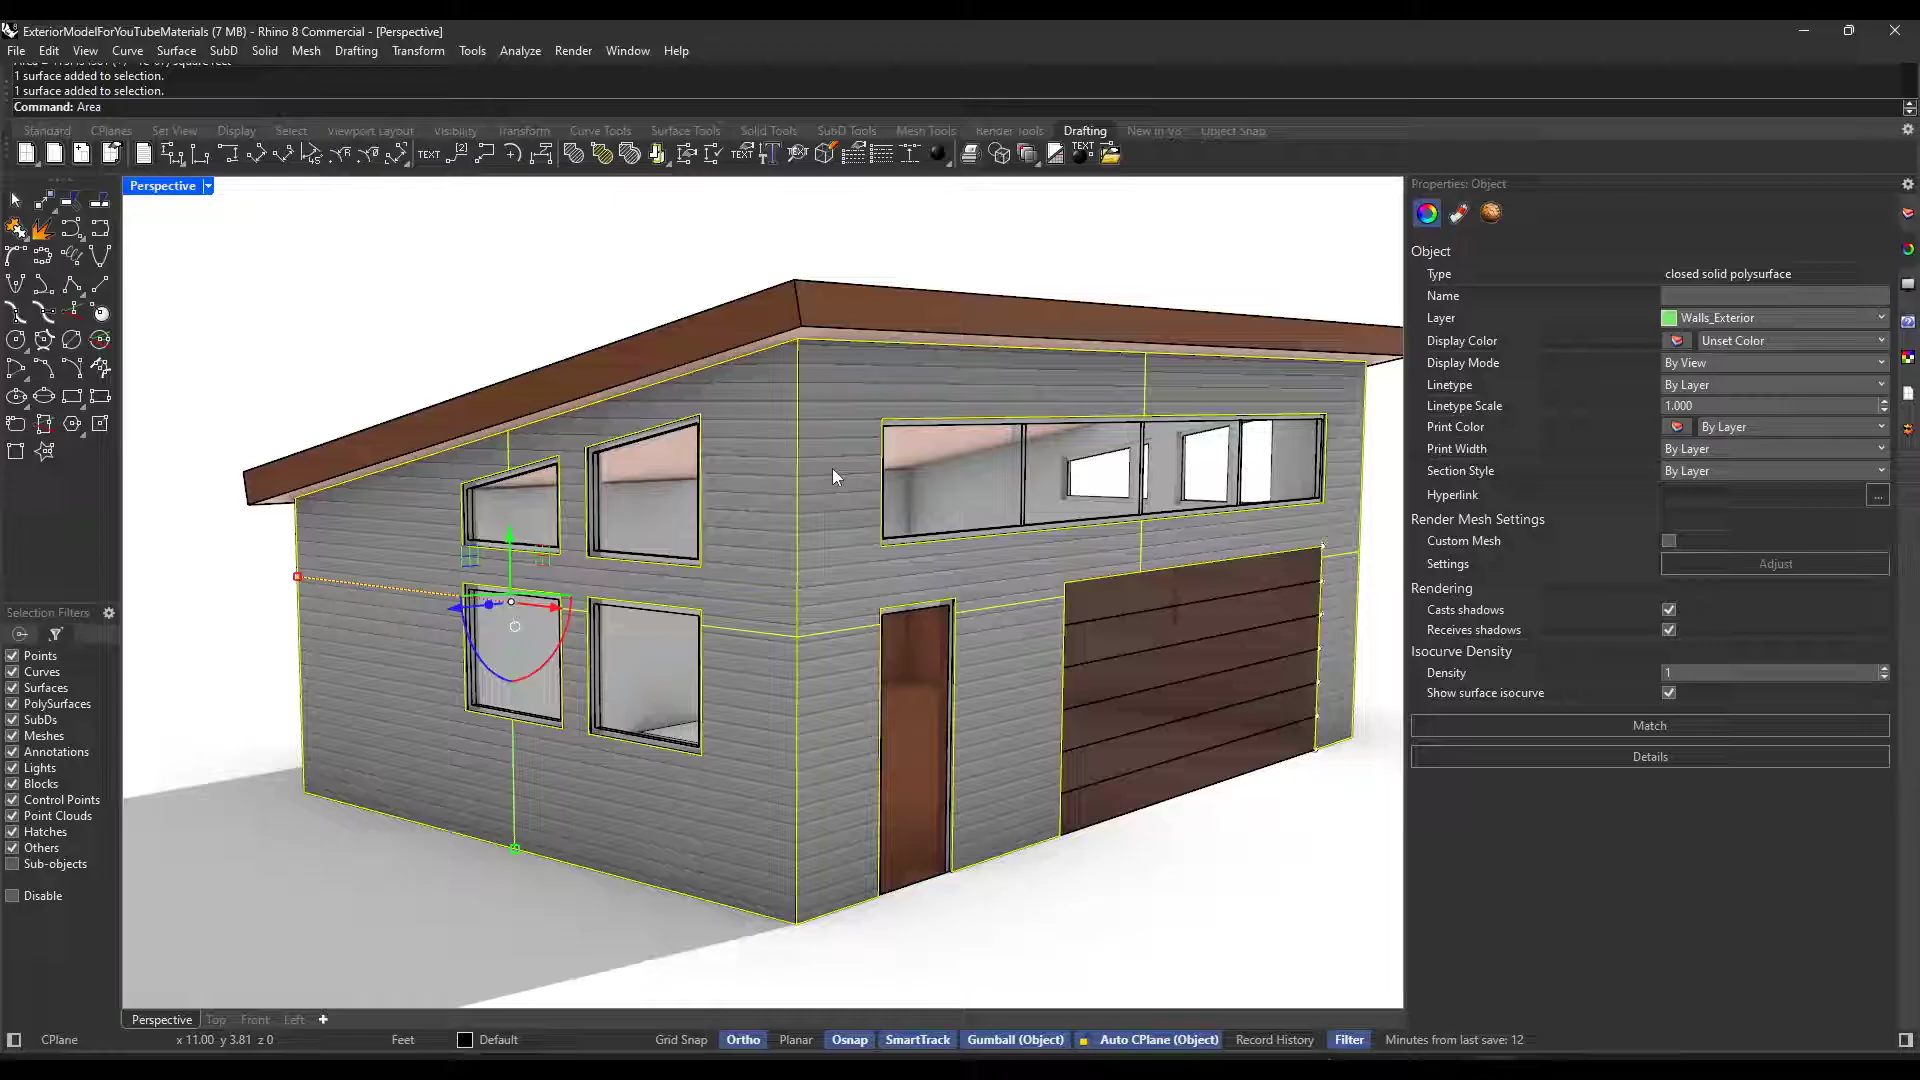 ExteriorModelForYouTubeMaterials (7 MB) - Rhino 8 Commercial - [Perspective]
File Edit View Curve Surface SubD Solid Mesh Drafting Transform Tools Analyze Render Window Help
1 surface added to selection.
1 surface added to selection.
Command: Area
Standard CPlanes Set View Display Select Viewport Layout Visibility Transform Curve Tools Surface Tools Solid Tools SubD Tools Mesh Tools Render Tools Drafting New in V8 Object Snap
TEXT TEXT TEXT
Perspective
Properties: Object
Object
Type closed solid polysurface
Name
Layer Walls_Exterior
Display Color Unset Color
Display Mode By View
Linetype By Layer
Linetype Scale 1.000
Print Color By Layer
Print Width By Layer
Section Style By Layer
Hyperlink ...
Render Mesh Settings
Custom Mesh
Settings Adjust
Rendering
Casts shadows
Receives shadows
Isocurve Density
Density 1
Show surface isocurve
Match
Details
Selection Filters
Points
Curves
Surfaces
PolySurfaces
SubDs
Meshes
Annotations
Lights
Blocks
Control Points
Point Clouds
Hatches
Others
Sub-objects
Disable
Perspective Top Front Left
CPlane x 11.00 y 3.81 z 0 Feet Default Grid Snap Ortho Planar Osnap SmartTrack Gumball (Object) Auto CPlane (Object) Record History Filter Minutes from last save: 12